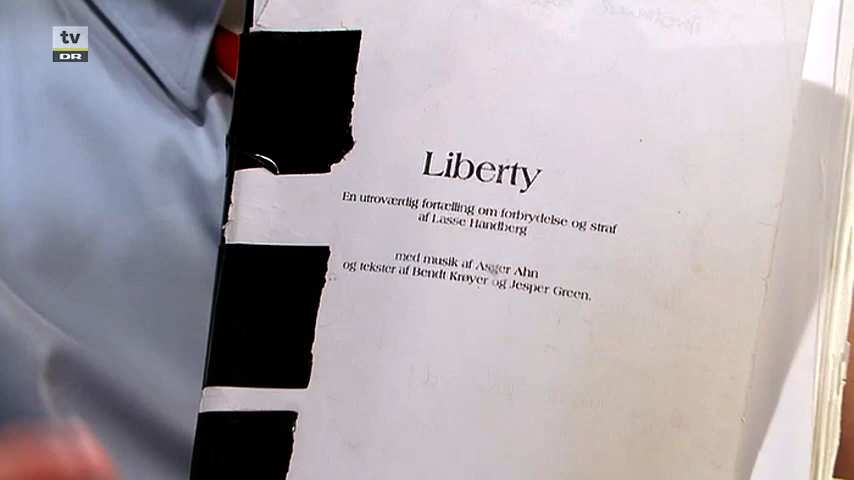 tv
DR
Liberty
En utroværdig fortælling om forbrydelse og straf
af Lasse Handberg
med musik af Asger Ahn
og tekster af Bendt Krøyer og Jesper Green.